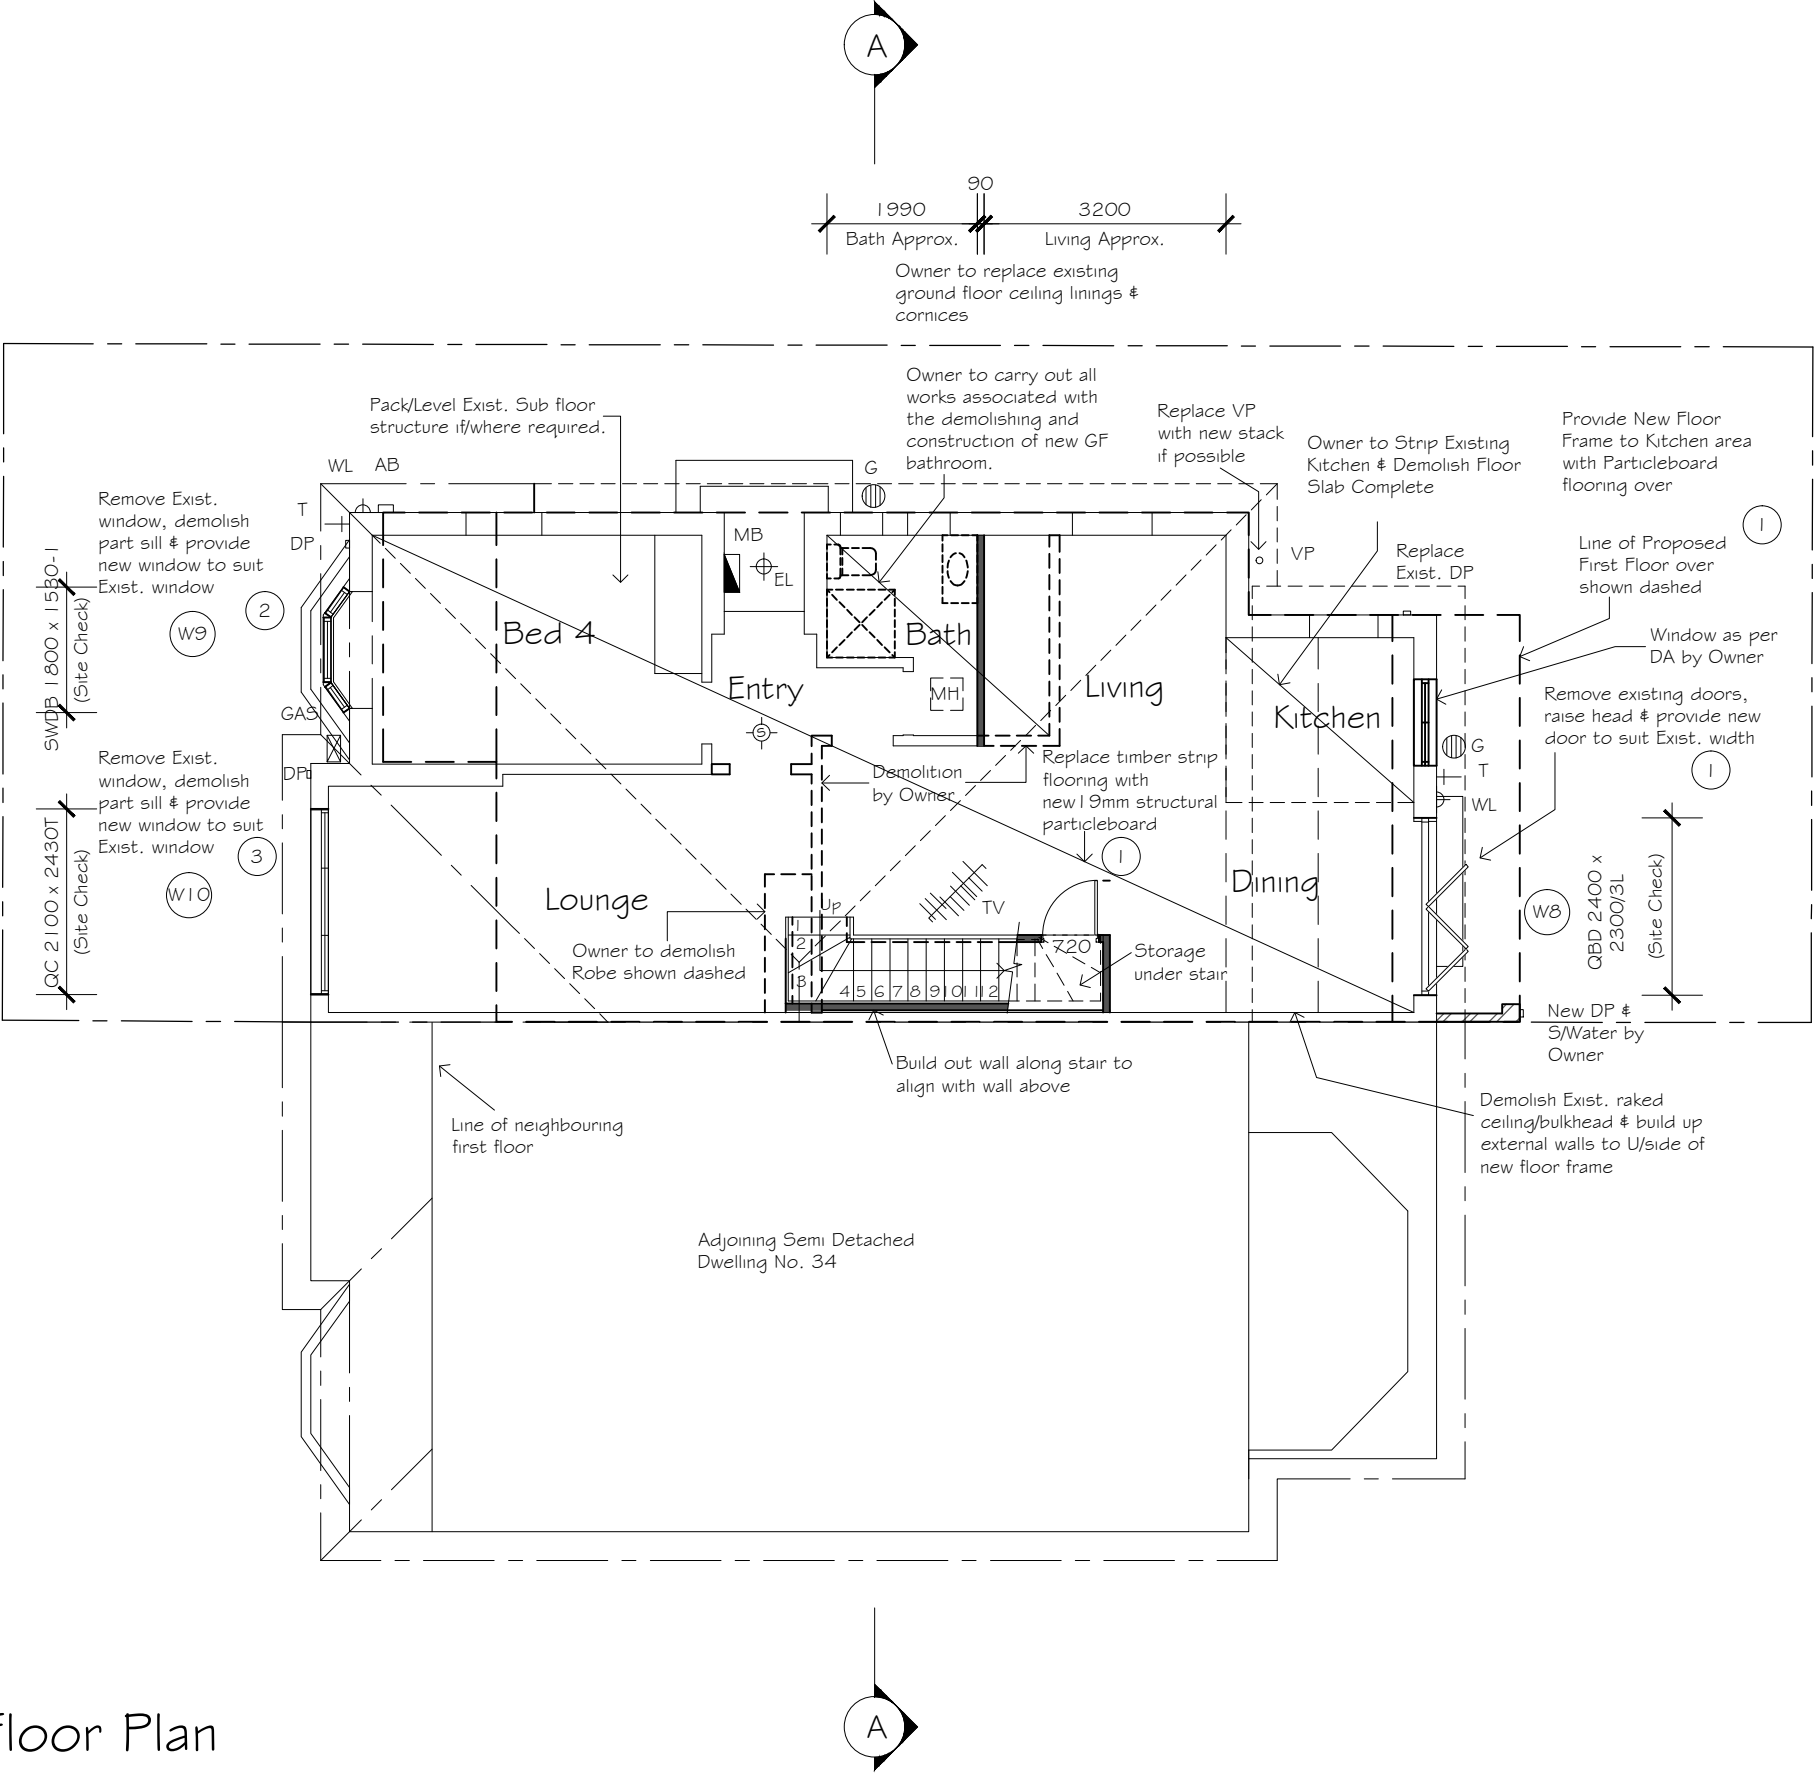 A
90
1990
3200
Bath Approx.
Living Approx.
Owner to replace existing
ground floor ceiling linings &
cornices
Pack/Level Exist. Sub floor
structure if/where required.
Owner to carry out all
works associated with
the demolishing and
construction of new GF
bathroom.
Replace VP
with new stack
if possible
Owner to Strip Existing
Kitchen & Demolish Floor
Slab Complete
Provide New Floor
Frame to Kitchen area
with Particleboard
flooring over
1
WL
AB
G
T
DP
Remove Exist.
window, demolish
part sill & provide
new window to suit
Exist. window
2
W9
SWDB 1800 x 1530-1
(Site Check)
MB
EL
VP
Replace
Exist. DP
Line of Proposed
First Floor over
shown dashed
Window as per
DA by Owner
Bed 4
Bath
Entry
MH
Living
Kitchen
S
GAS
DP
Remove existing doors,
raise head & provide new
door to suit Exist. width
1
G
T
WL
Remove Exist.
window, demolish
part sill & provide
new window to suit
Exist. window
3
W10
QC 2100 x 2430T
(Site Check)
Demolition
by Owner
Replace timber strip
flooring with
new19mm structural
particleboard
1
Lounge
Dining
Up
TV
W8
QBD 2400 x
2300/3L
(Site Check)
Owner to demolish
Robe shown dashed
2
3
4 5 6 7 8 9 10 11 12
720
Storage
under stair
New DP &
S/Water by
Owner
Build out wall along stair to
align with wall above
Line of neighbouring
first floor
Demolish Exist. raked
ceiling/bulkhead & build up
external walls to U/side of
new floor frame
Adjoining Semi Detached
Dwelling No. 34
A
floor Plan